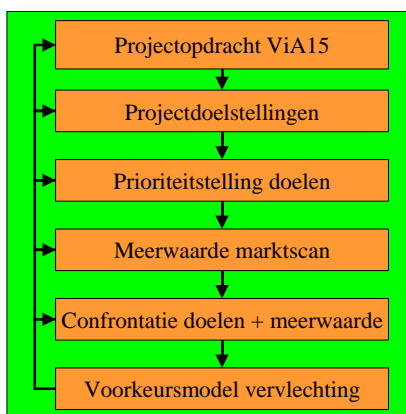 Projectopdracht ViA15
Projectdoelstellingen
Prioriteitstelling doelen
Meerwaarde marktscan
Confrontatie doelen + meerwaarde
Voorkeursmodel vervlechting